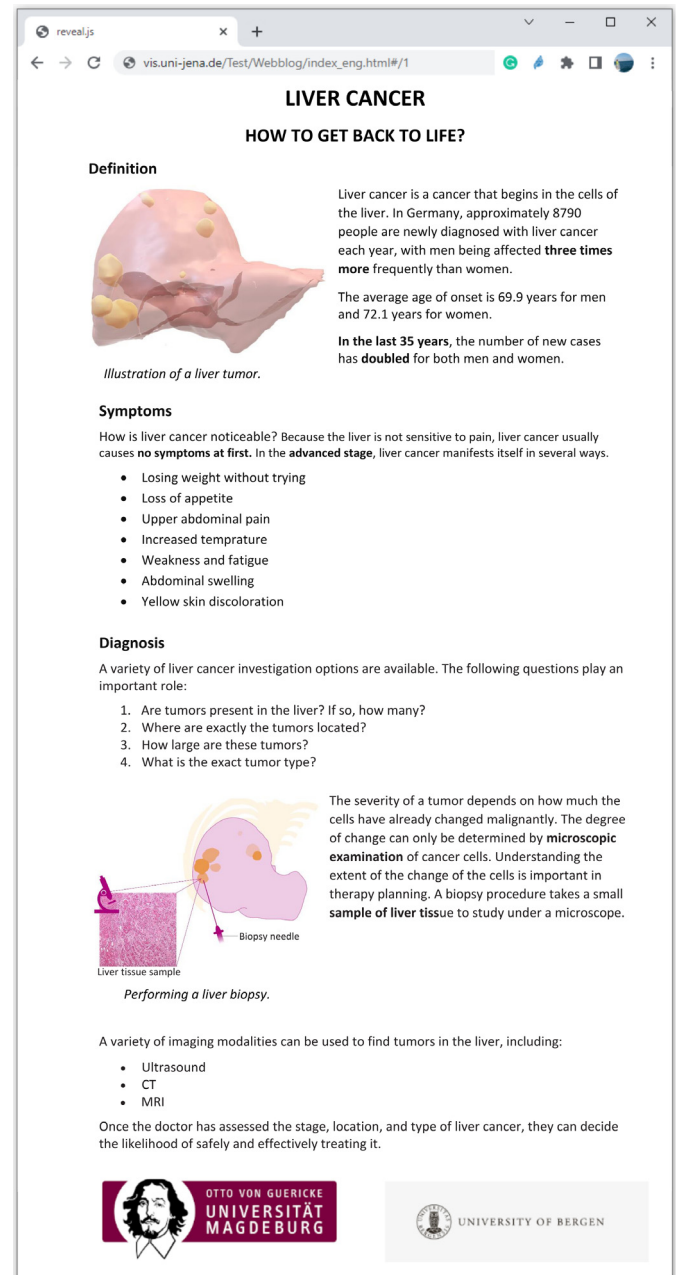 reveal.js
vis.uni-jena.de/Test/Webblog/index_eng.html#/1
LIVER CANCER
HOW TO GET BACK TO LIFE?
Definition
Liver cancer is a cancer that begins in the cells of
the liver. In Germany, approximately 8790
people are newly diagnosed with liver cancer
each year, with men being affected three times
more frequently than women.
The average age of onset is 69.9 years for men
and 72.1 years for women.
In the last 35 years, the number of new cases
has doubled for both men and women.
Illustration of a liver tumor.
Symptoms
How is liver cancer noticeable? Because the liver is not sensitive to pain, liver cancer usually
causes no symptoms at first. In the advanced stage, liver cancer manifests itself in several ways.
• Losing weight without trying
• Loss of appetite
• Upper abdominal pain
• Increased temprature
• Weakness and fatigue
• Abdominal swelling
• Yellow skin discoloration
Diagnosis
A variety of liver cancer investigation options are available. The following questions play an
important role:
1. Are tumors present in the liver? If so, how many?
2. Where are exactly the tumors located?
3. How large are these tumors?
4. What is the exact tumor type?
The severity of a tumor depends on how much the
cells have already changed malignantly. The degree
of change can only be determined by microscopic
examination of cancer cells. Understanding the
extent of the change of the cells is important in
therapy planning. A biopsy procedure takes a small
sample of liver tissue to study under a microscope.
Biopsy needle
Liver tissue sample
Performing a liver biopsy.
A variety of imaging modalities can be used to find tumors in the liver, including:
• Ultrasound
• CT
• MRI
Once the doctor has assessed the stage, location, and type of liver cancer, they can decide
the likelihood of safely and effectively treating it.
OTTO VON GUERICKE
UNIVERSITÄT
MAGDEBURG
UNIVERSITY OF BERGEN